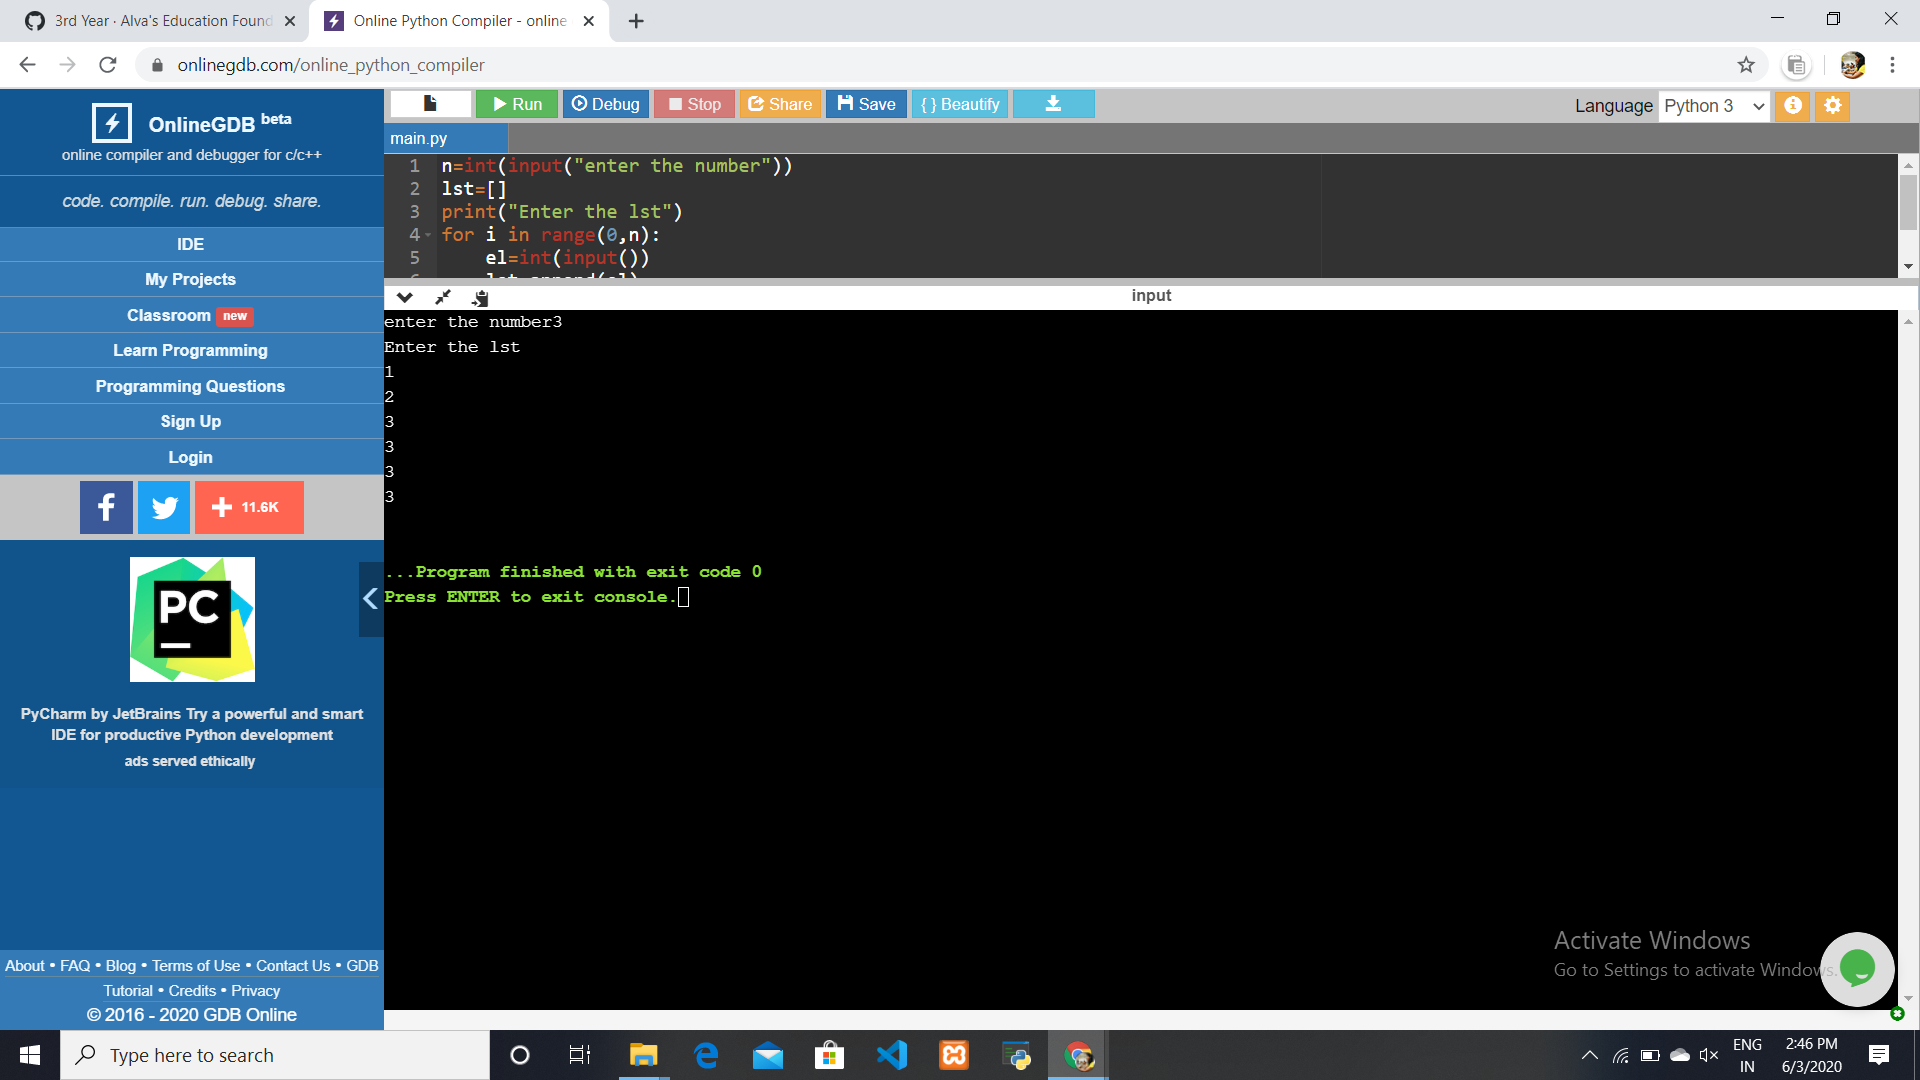 3rd Year · Alva's Education Found
Online Python Compiler - online
onlinegdb.com/online_python_compiler
OnlineGDB beta
online compiler and debugger for c/c++
code. compile. run. debug. share.
IDE
My Projects
Classroom new
Learn Programming
Programming Questions
Sign Up
Login
11.6K
PC
PyCharm by JetBrains Try a powerful and smart
IDE for productive Python development
ads served ethically
About • FAQ • Blog • Terms of Use • Contact Us • GDB
Tutorial • Credits • Privacy
© 2016 - 2020 GDB Online
Run Debug Stop Share Save { } Beautify
Language Python 3
main.py
1 n=int(input("enter the number"))
2 lst=[]
3 print("Enter the lst")
4 for i in range(0,n):
5 el=int(input())
input
enter the number3
Enter the lst
1
2
3
3
3
3
...Program finished with exit code 0
Press ENTER to exit console.
Activate Windows
Go to Settings to activate Windows.
Type here to search
ENG
IN
2:46 PM
6/3/2020